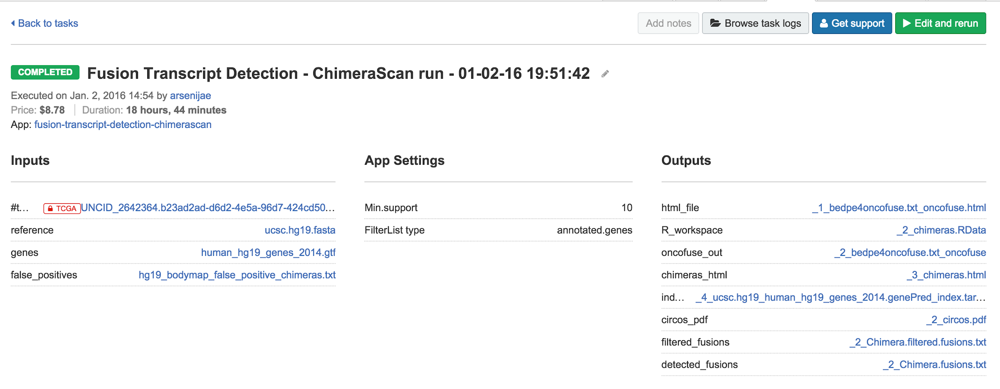 Back to tasks
Add notes
Browse task logs
Get support
Edit and rerun
COMPLETED Fusion Transcript Detection - ChimeraScan run - 01-02-16 19:51:42
Executed on Jan. 2, 2016 14:54 by arsenijae
Price: $8.78 Duration: 18 hours, 44 minutes
App: fusion-transcript-detection-chimerascan
Inputs
#t... TCGA UNCID_2642364.b23ad2ad-d6d2-4e5a-96d7-424cd50...
reference ucsc.hg19.fasta
genes human_hg19_genes_2014.gtf
false_positives hg19_bodymap_false_positive_chimeras.txt
App Settings
Min.support 10
FilterList type annotated.genes
Outputs
html_file _1_bedpe4oncofuse.txt_oncofuse.html
R_workspace _2_chimeras.RData
oncofuse_out _2_bedpe4oncofuse.txt_oncofuse
chimeras_html _3_chimeras.html
ind... _4_ucsc.hg19_human_hg19_genes_2014.genePred_index.tar...
circos_pdf _2_circos.pdf
filtered_fusions _2_Chimera.filtered.fusions.txt
detected_fusions _2_Chimera.fusions.txt